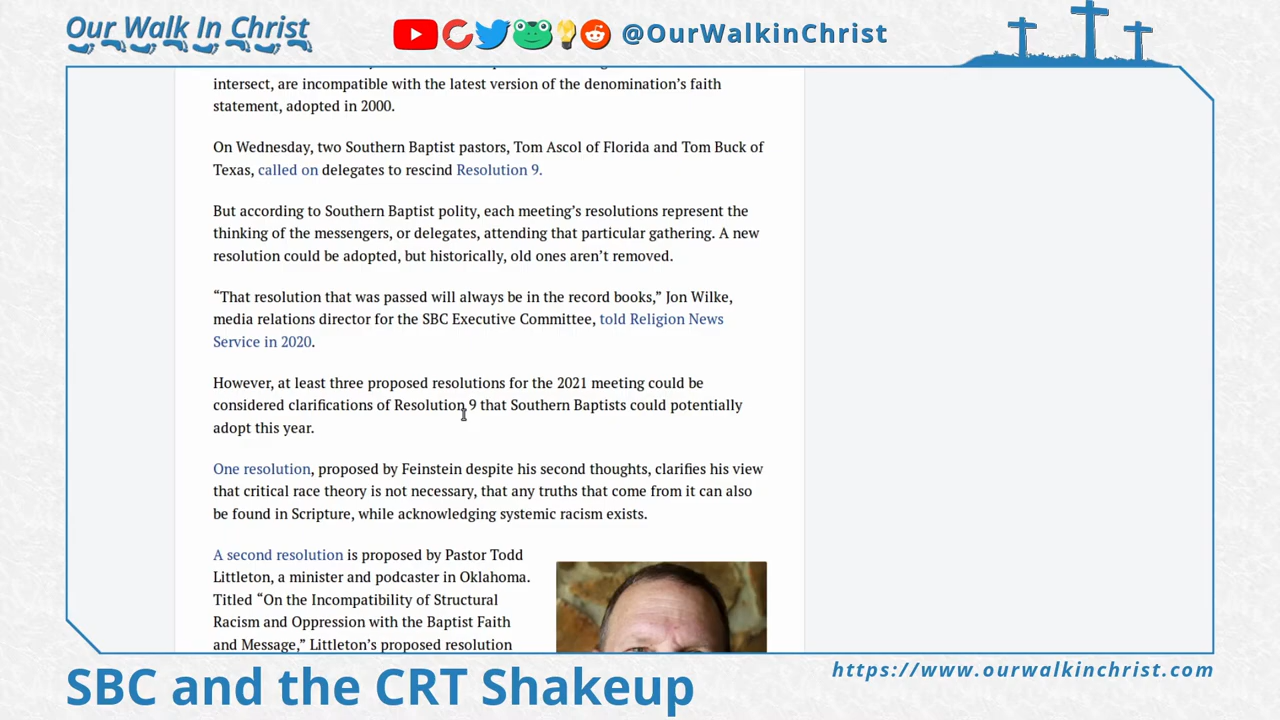 Our Walk In Christ
@OurWalkinChrist
intersect, are incompatible with the latest version of the denomination’s faith
statement, adopted in 2000.
On Wednesday, two Southern Baptist pastors, Tom Ascol of Florida and Tom Buck of
Texas, called on delegates to rescind Resolution 9.
But according to Southern Baptist polity, each meeting’s resolutions represent the
thinking of the messengers, or delegates, attending that particular gathering. A new
resolution could be adopted, but historically, old ones aren’t removed.
“That resolution that was passed will always be in the record books,” Jon Wilke,
media relations director for the SBC Executive Committee, told Religion News
Service in 2020.
However, at least three proposed resolutions for the 2021 meeting could be
considered clarifications of Resolution 9 that Southern Baptists could potentially
adopt this year.
One resolution, proposed by Feinstein despite his second thoughts, clarifies his view
that critical race theory is not necessary, that any truths that come from it can also
be found in Scripture, while acknowledging systemic racism exists.
A second resolution is proposed by Pastor Todd
Littleton, a minister and podcaster in Oklahoma.
Titled “On the Incompatibility of Structural
Racism and Oppression with the Baptist Faith
and Message,” Littleton’s proposed resolution
SBC and the CRT Shakeup
https://www.ourwalkinchrist.com